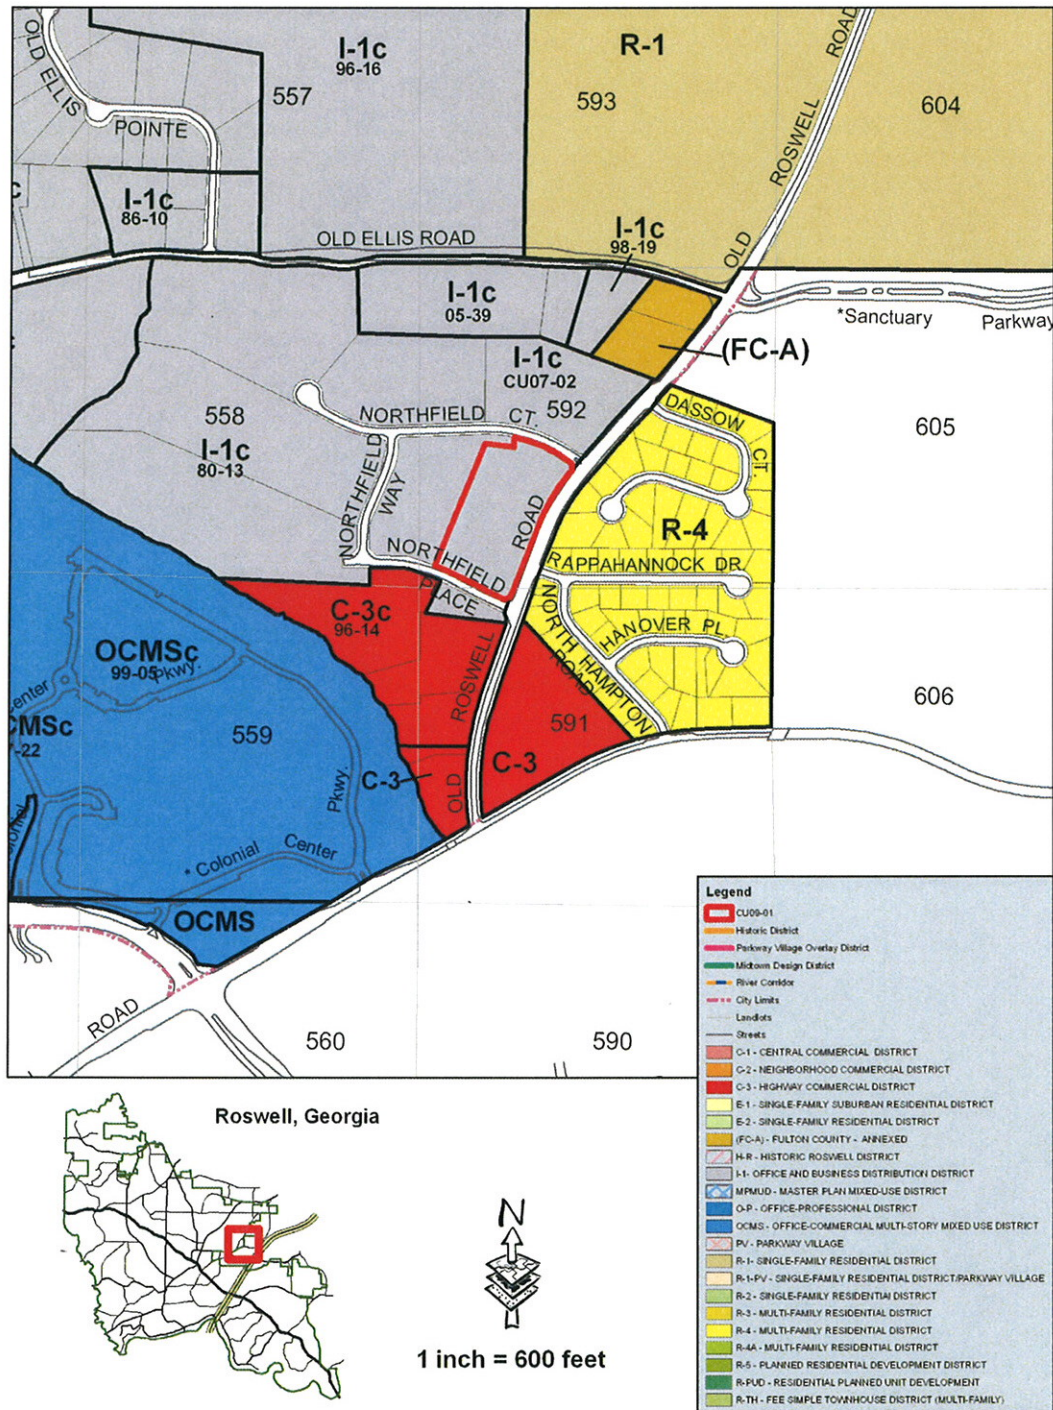 OLD ELLIS
POINTE
557
I-1c
96-16
R-1
593
604
OLD ROSWELL ROAD
c
I-1c
86-10
OLD ELLIS ROAD
I-1c
98-19
I-1c
05-39
*Sanctuary Parkway
(FC-A)
I-1c
CU07-02
592
558
NORTHFIELD CT.
DASSOW CT.
605
I-1c
80-13
NORTHFIELD WAY
ROAD
R-4
NORTHFIELD PLACE
RAPPAHANNOCK DR.
C-3c
96-14
NORTH HAMPTON ROAD
HANOVER PL.
OCMSc
99-05
Pkwy.
Center
ROSWELL
606
CMSc
-22
559
591
C-3
C-3
OLD
Pkwy.
* Colonial Center
Colonial
OCMS
ROAD
560
590
Legend
CU09-01
Historic District
Parkway Village Overlay District
Midtown Design District
River Corridor
City Limits
Landlots
Streets
C-1 - CENTRAL COMMERCIAL DISTRICT
C-2 - NEIGHBORHOOD COMMERCIAL DISTRICT
C-3 - HIGHWAY COMMERCIAL DISTRICT
E-1 - SINGLE-FAMILY SUBURBAN RESIDENTIAL DISTRICT
E-2 - SINGLE-FAMILY RESIDENTIAL DISTRICT
(FC-A) - FULTON COUNTY - ANNEXED
H-R - HISTORIC ROSWELL DISTRICT
I-1- OFFICE AND BUSINESS DISTRIBUTION DISTRICT
MPMUD - MASTER PLAN MIXED-USE DISTRICT
O-P - OFFICE-PROFESSIONAL DISTRICT
OCMS - OFFICE-COMMERCIAL MULTI-STORY MIXED USE DISTRICT
PV - PARKWAY VILLAGE
R-1- SINGLE-FAMILY RESIDENTIAL DISTRICT
R-1-PV - SINGLE-FAMILY RESIDENTIAL DISTRICT/PARKWAY VILLAGE
R-2 - SINGLE-FAMILY RESIDENTIAL DISTRICT
R-3 - MULTI-FAMILY RESIDENTIAL DISTRICT
R-4 - MULTI-FAMILY RESIDENTIAL DISTRICT
R-4A - MULTI-FAMILY RESIDENTIAL DISTRICT
R-5 - PLANNED RESIDENTIAL DEVELOPMENT DISTRICT
R-PUD - RESIDENTIAL PLANNED UNIT DEVELOPMENT
R-TH - FEE SIMPLE TOWNHOUSE DISTRICT (MULTI-FAMILY)
Roswell, Georgia
N
1 inch = 600 feet